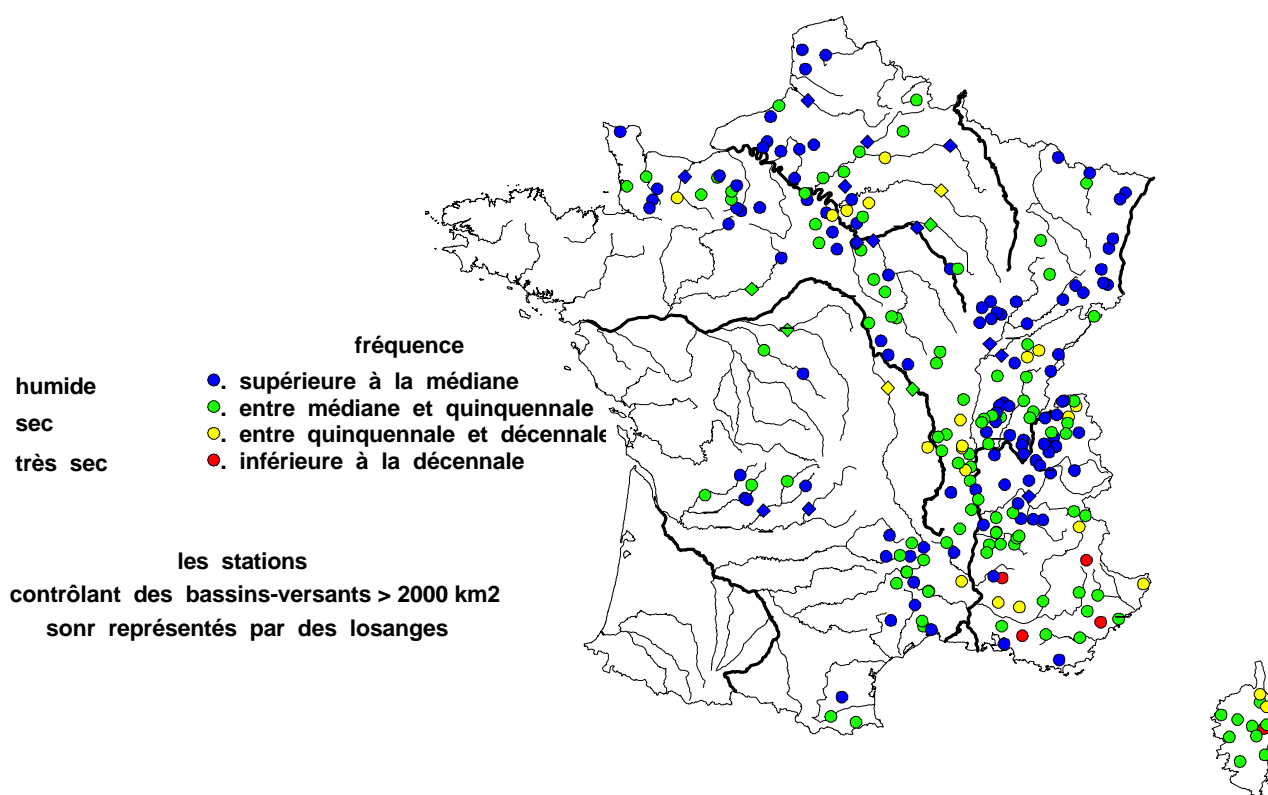 fréquence
humide . supérieure à la médiane
sec . entre médiane et quinquennale
. entre quinquennale et décennale
très sec . inférieure à la décennale
les stations
contrôlant des bassins-versants > 2000 km2
sonr représentés par des losanges